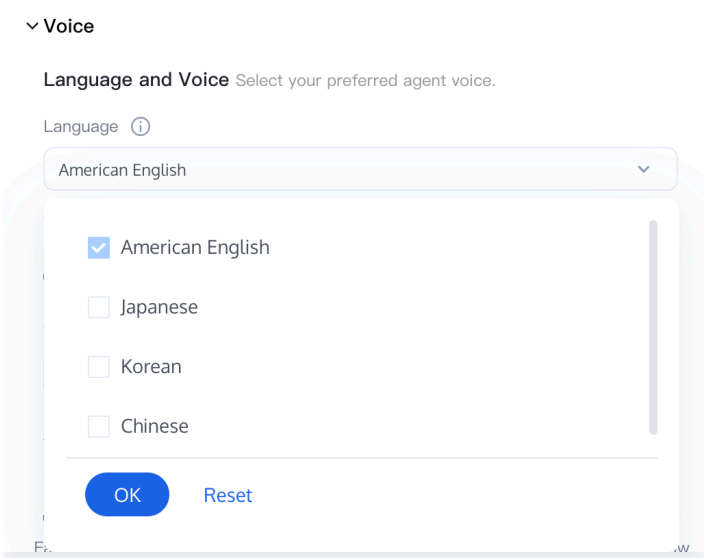 Voice
Language and Voice Select your preferred agent voice.
Language
American English
American English
Japanese
Korean
Chinese
OK Reset